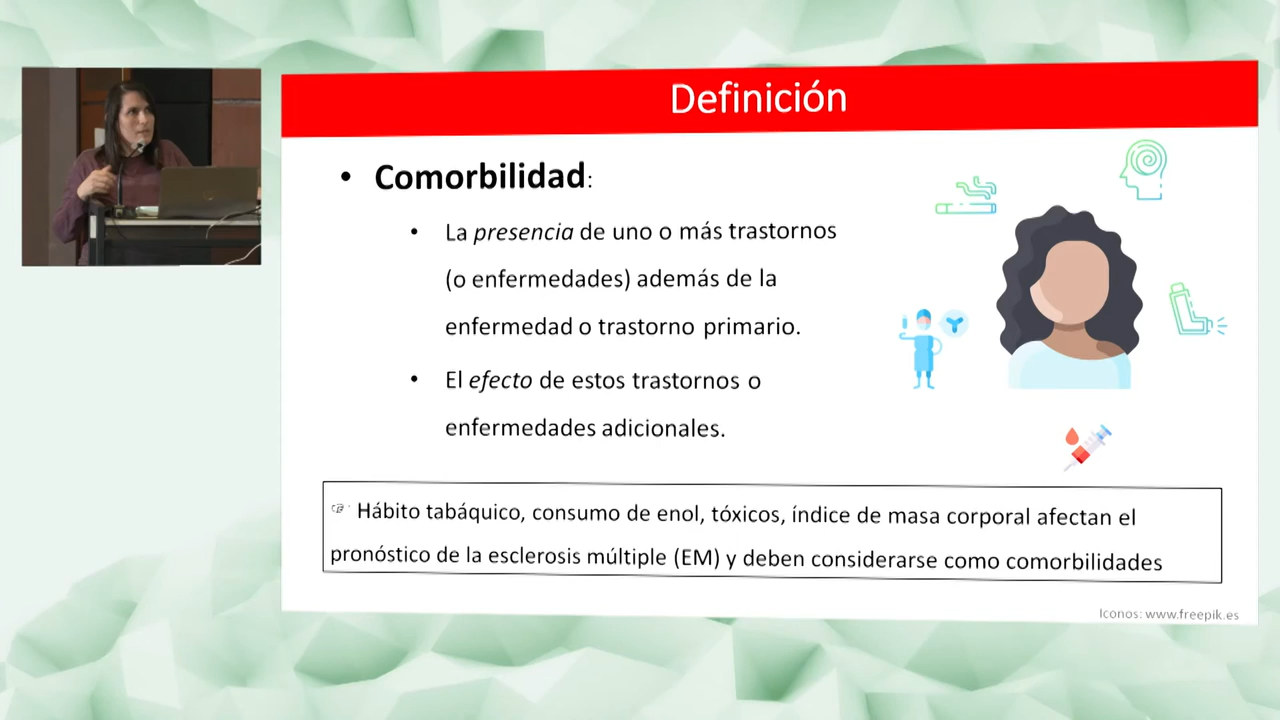 Definición
• Comorbilidad:
• La presencia de uno o más trastornos
(o enfermedades) además de la
enfermedad o trastorno primario.
• El efecto de estos trastornos o
enfermedades adicionales.
☞ Hábito tabáquico, consumo de enol, tóxicos, índice de masa corporal afectan el
pronóstico de la esclerosis múltiple (EM) y deben considerarse como comorbilidades
Iconos: www.freepik.es